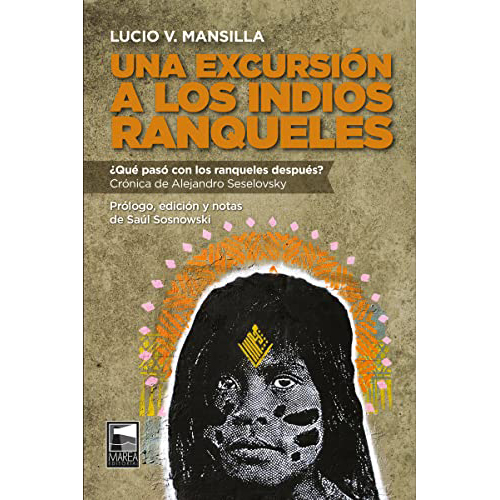 LUCIO V. MANSILLA
UNA EXCURSIÓN
A LOS INDIOS
RANQUELES
¿Qué pasó con los ranqueles después?
Crónica de Alejandro Seselovsky
Prólogo, edición y notas
de Saúl Sosnowski
MAREA
EDITORIAL